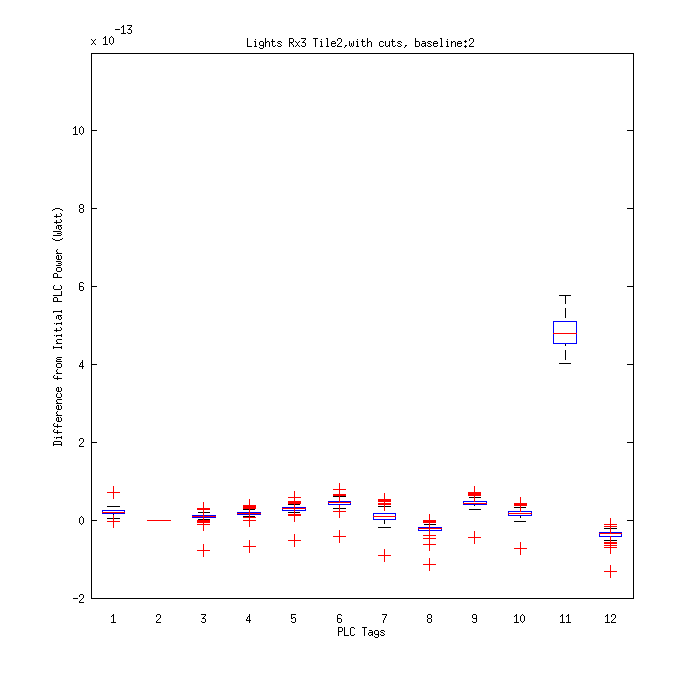 x 10 -13
Lights Rx3 Tile2,with cuts, baseline:2
Difference from Initial PLC Power (Watt)
10
8
6
4
2
0
-2
1 2 3 4 5 6 7 8 9 10 11 12
PLC Tags